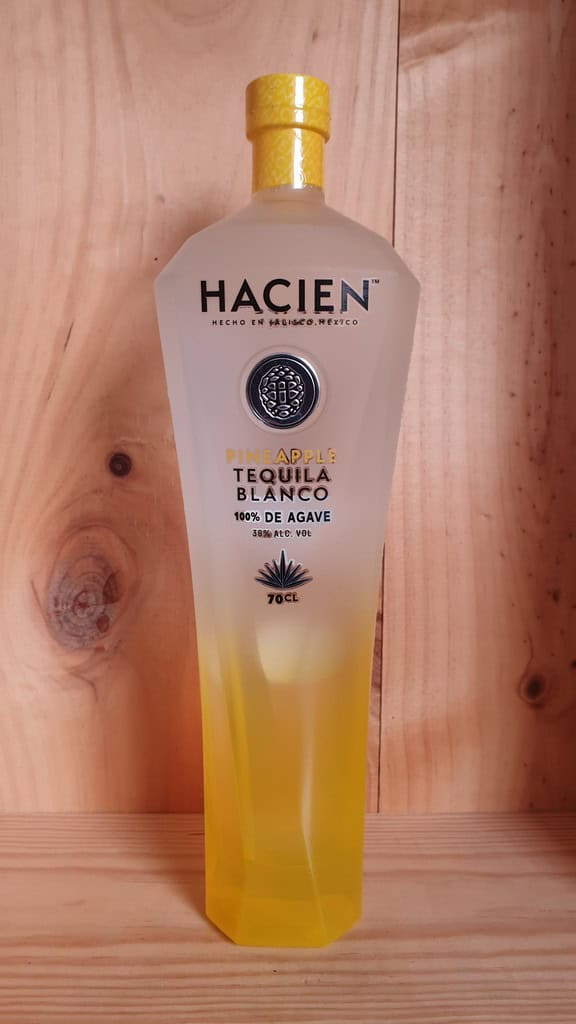 HACIEN™
HECHO EN JALISCO, MEXICO
PINEAPPLE
TEQUILA
BLANCO
100% DE AGAVE
38% ALC. VOL
70CL